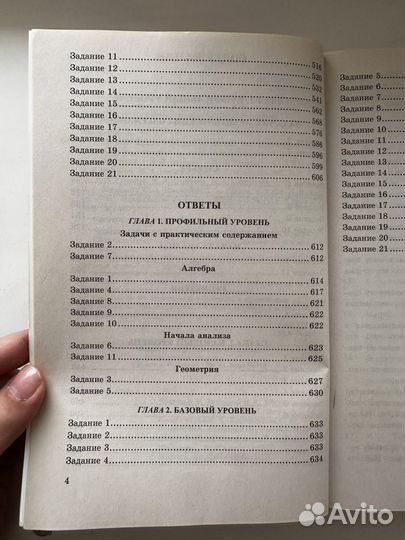 Задание 11 516
Задание 12 520
Задание 13 532
Задание 14 541
Задание 15 562
Задание 16 568
Задание 17 576
Задание 18 586
Задание 19 596
Задание 20 599
Задание 21 606
ОТВЕТЫ
ГЛАВА 1. ПРОФИЛЬНЫЙ УРОВЕНЬ
Задачи с практическим содержанием
Задание 2 612
Задание 7 612
Алгебра
Задание 1 614
Задание 4 617
Задание 8 621
Задание 9 622
Задание 10 622
Начала анализа
Задание 6 623
Задание 11 625
Геометрия
Задание 3 627
Задание 5 630
ГЛАВА 2. БАЗОВЫЙ УРОВЕНЬ
Задание 1 633
Задание 2 633
Задание 3 633
Задание 4 634
4
Задание 5
Задание 6
Задание 7
Задание 8
Задание 9
Задание 10
Задание 11
Задание 12
Задание 13
Задание 14
Задание 15
Задание 16
Задание 17
Задание 18
Задание 19
Задание 20
Задание 21
Avito